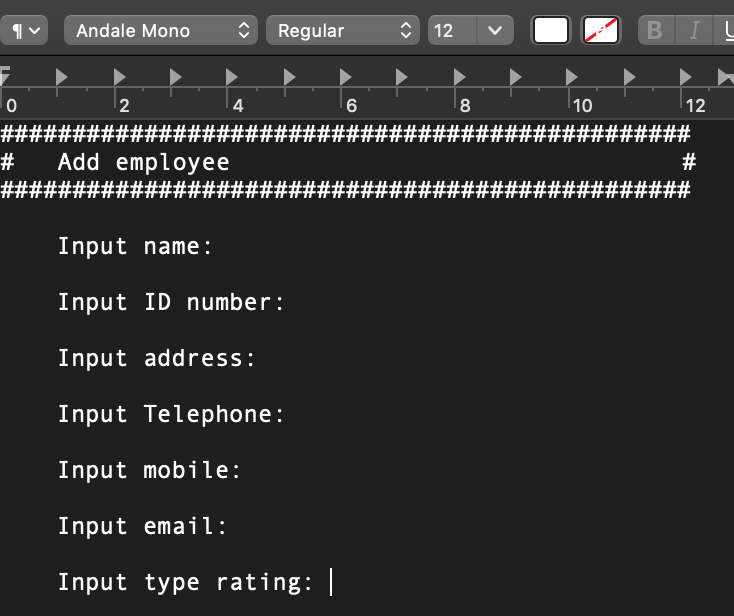 ¶ Andale Mono Regular 12 B I U
0 2 4 6 8 10 12
################################################
#   Add employee                               #
################################################
Input name:
Input ID number:
Input address:
Input Telephone:
Input mobile:
Input email:
Input type rating: